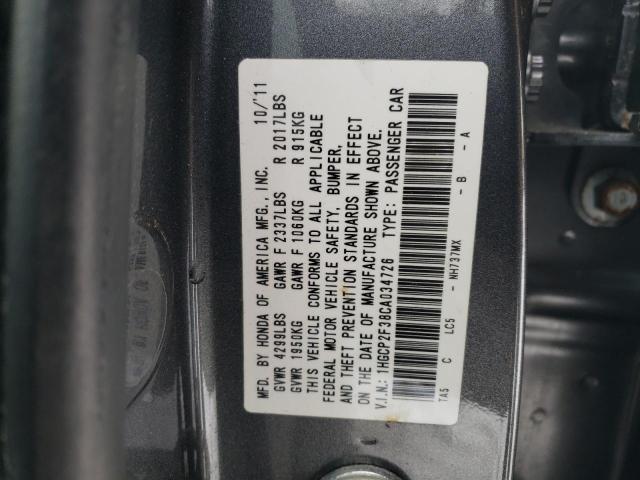 MFD. BY HONDA OF AMERICA MFG., INC. 10/'11
GVWR 4299LBS GAWR F 2337LBS R 2017LBS
GVWR 1950KG GAWR F 1060KG R 915KG
THIS VEHICLE CONFORMS TO ALL APPLICABLE
FEDERAL MOTOR VEHICLE SAFETY, BUMPER,
AND THEFT PREVENTION STANDARDS IN EFFECT
ON THE DATE OF MANUFACTURE SHOWN ABOVE.
V.I.N.: 1HGCP2F38CA034726 TYPE: PASSENGER CAR
TA5 C LC5 - NH737MX - B - A